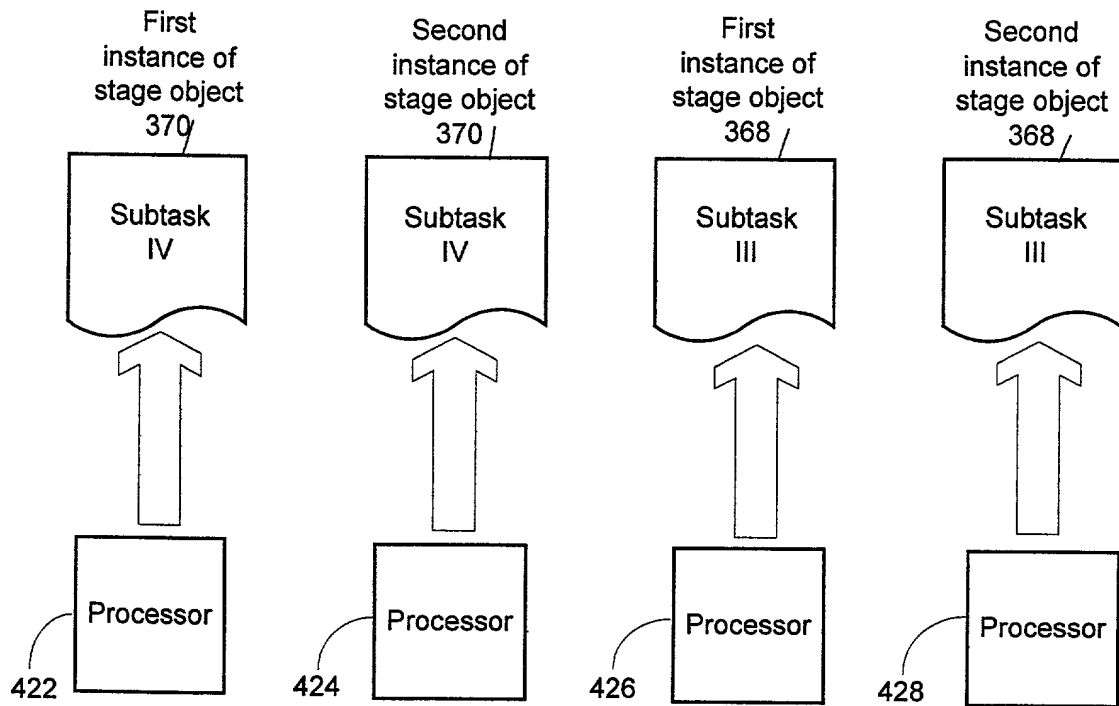 First
instance of
stage object
370
Second
instance of
stage object
370
First
instance of
stage object
368
Second
instance of
stage object
368
Subtask
IV
Subtask
IV
Subtask
III
Subtask
III
Processor
Processor
Processor
Processor
422
424
426
428